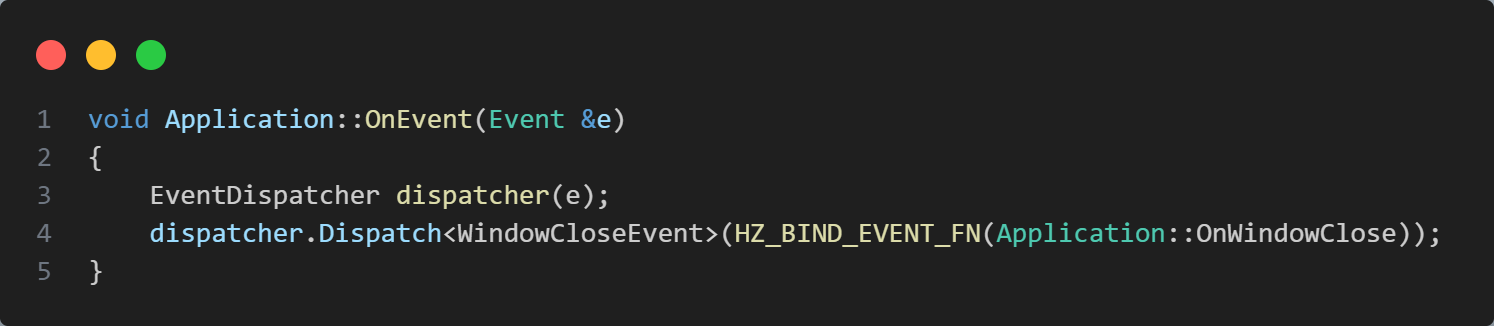 1 void Application::OnEvent(Event &e)
2 {
3     EventDispatcher dispatcher(e);
4     dispatcher.Dispatch<WindowCloseEvent>(HZ_BIND_EVENT_FN(Application::OnWindowClose));
5 }